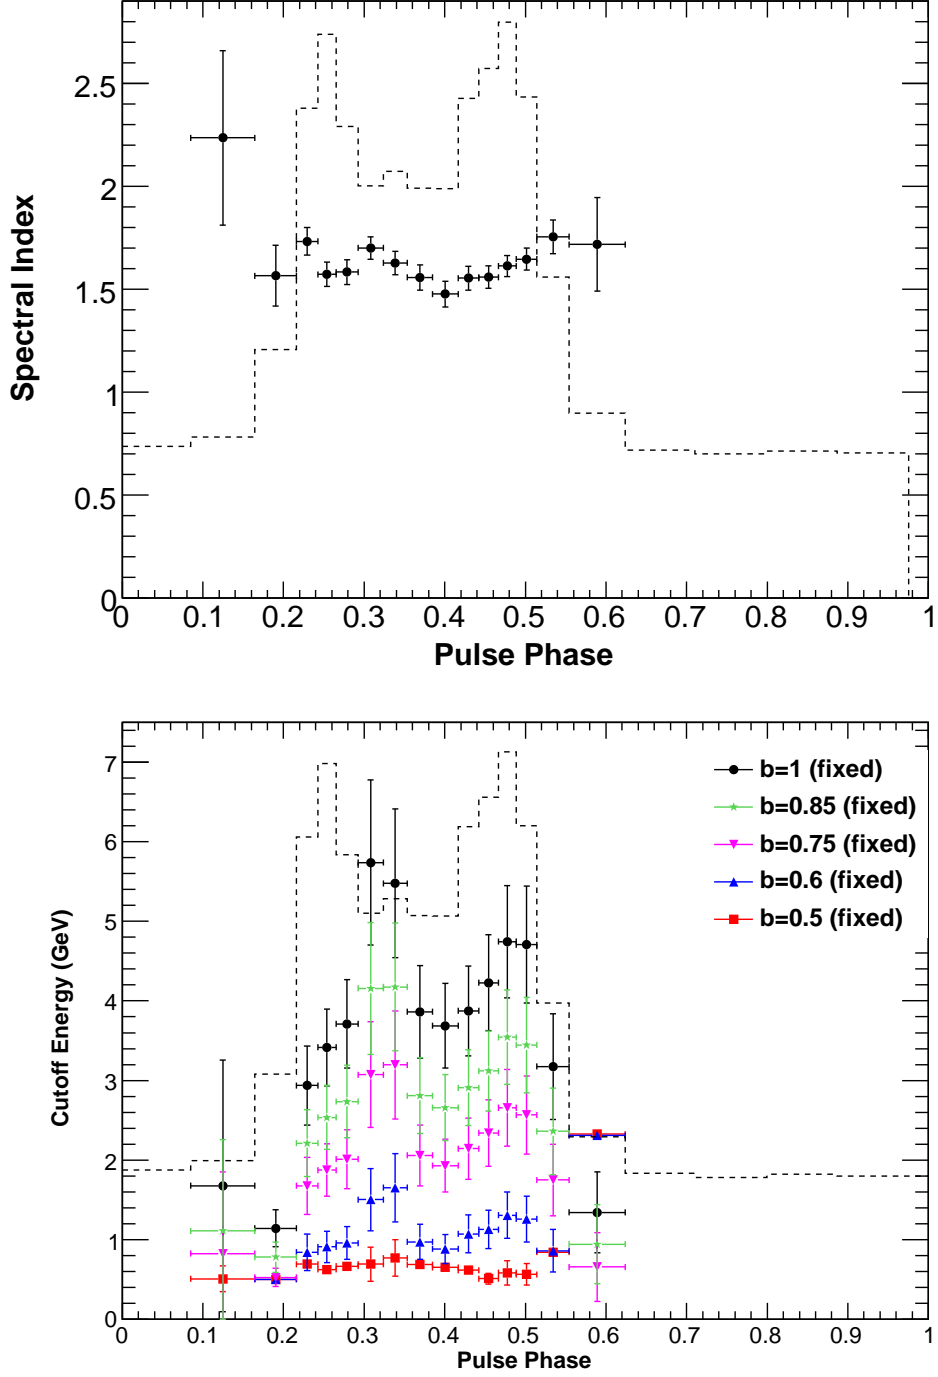 Spectral Index
2.5
2
1.5
1
0.5
0
0 0.1 0.2 0.3 0.4 0.5 0.6 0.7 0.8 0.9 1
Pulse Phase
Cutoff Energy (GeV)
7
6
5
4
3
2
1
0
b=1 (fixed)
b=0.85 (fixed)
b=0.75 (fixed)
b=0.6 (fixed)
b=0.5 (fixed)
0 0.1 0.2 0.3 0.4 0.5 0.6 0.7 0.8 0.9 1
Pulse Phase